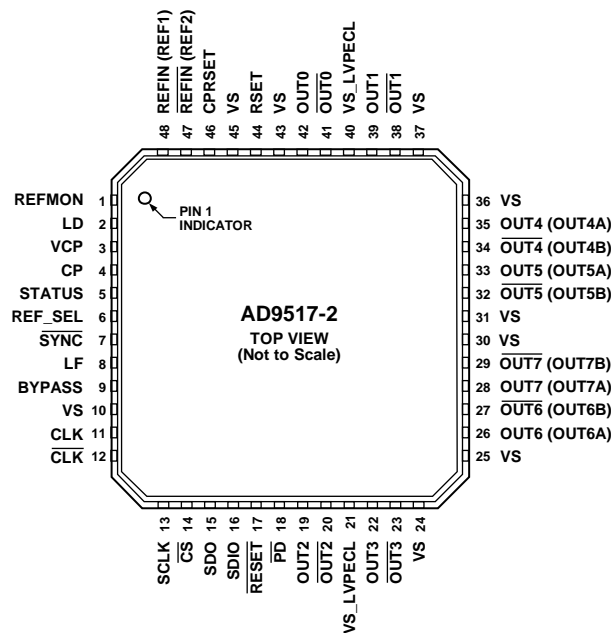 48 REFIN (REF1)
47 REFIN (REF2)
46 CPRSET
45 VS
44 RSET
43 VS
42 OUT0
41 OUT0
40 VS_LVPECL
39 OUT1
38 OUT1
37 VS
REFMON 1
LD 2
VCP 3
CP 4
STATUS 5
REF_SEL 6
SYNC 7
LF 8
BYPASS 9
VS 10
CLK 11
CLK 12
PIN 1
INDICATOR
AD9517-2
TOP VIEW
(Not to Scale)
36 VS
35 OUT4 (OUT4A)
34 OUT4 (OUT4B)
33 OUT5 (OUT5A)
32 OUT5 (OUT5B)
31 VS
30 VS
29 OUT7 (OUT7B)
28 OUT7 (OUT7A)
27 OUT6 (OUT6B)
26 OUT6 (OUT6A)
25 VS
SCLK 13
CS 14
SDO 15
SDIO 16
RESET 17
PD 18
OUT2 19
OUT2 20
VS_LVPECL 21
OUT3 22
OUT3 23
VS 24